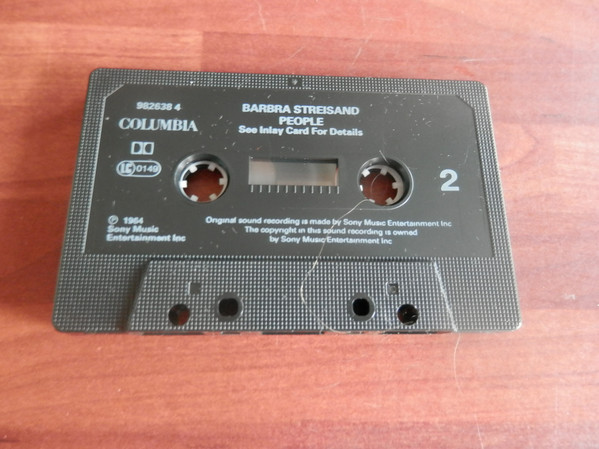 982638 4
BARBRA STREISAND
PEOPLE
See Inlay Card For Details
COLUMBIA
LC 0149
2
℗ 1964
Sony Music
Entertainment Inc
Original sound recording is made by Sony Music Entertainment Inc
The copyright in this sound recording is owned
by Sony Music Entertainment Inc